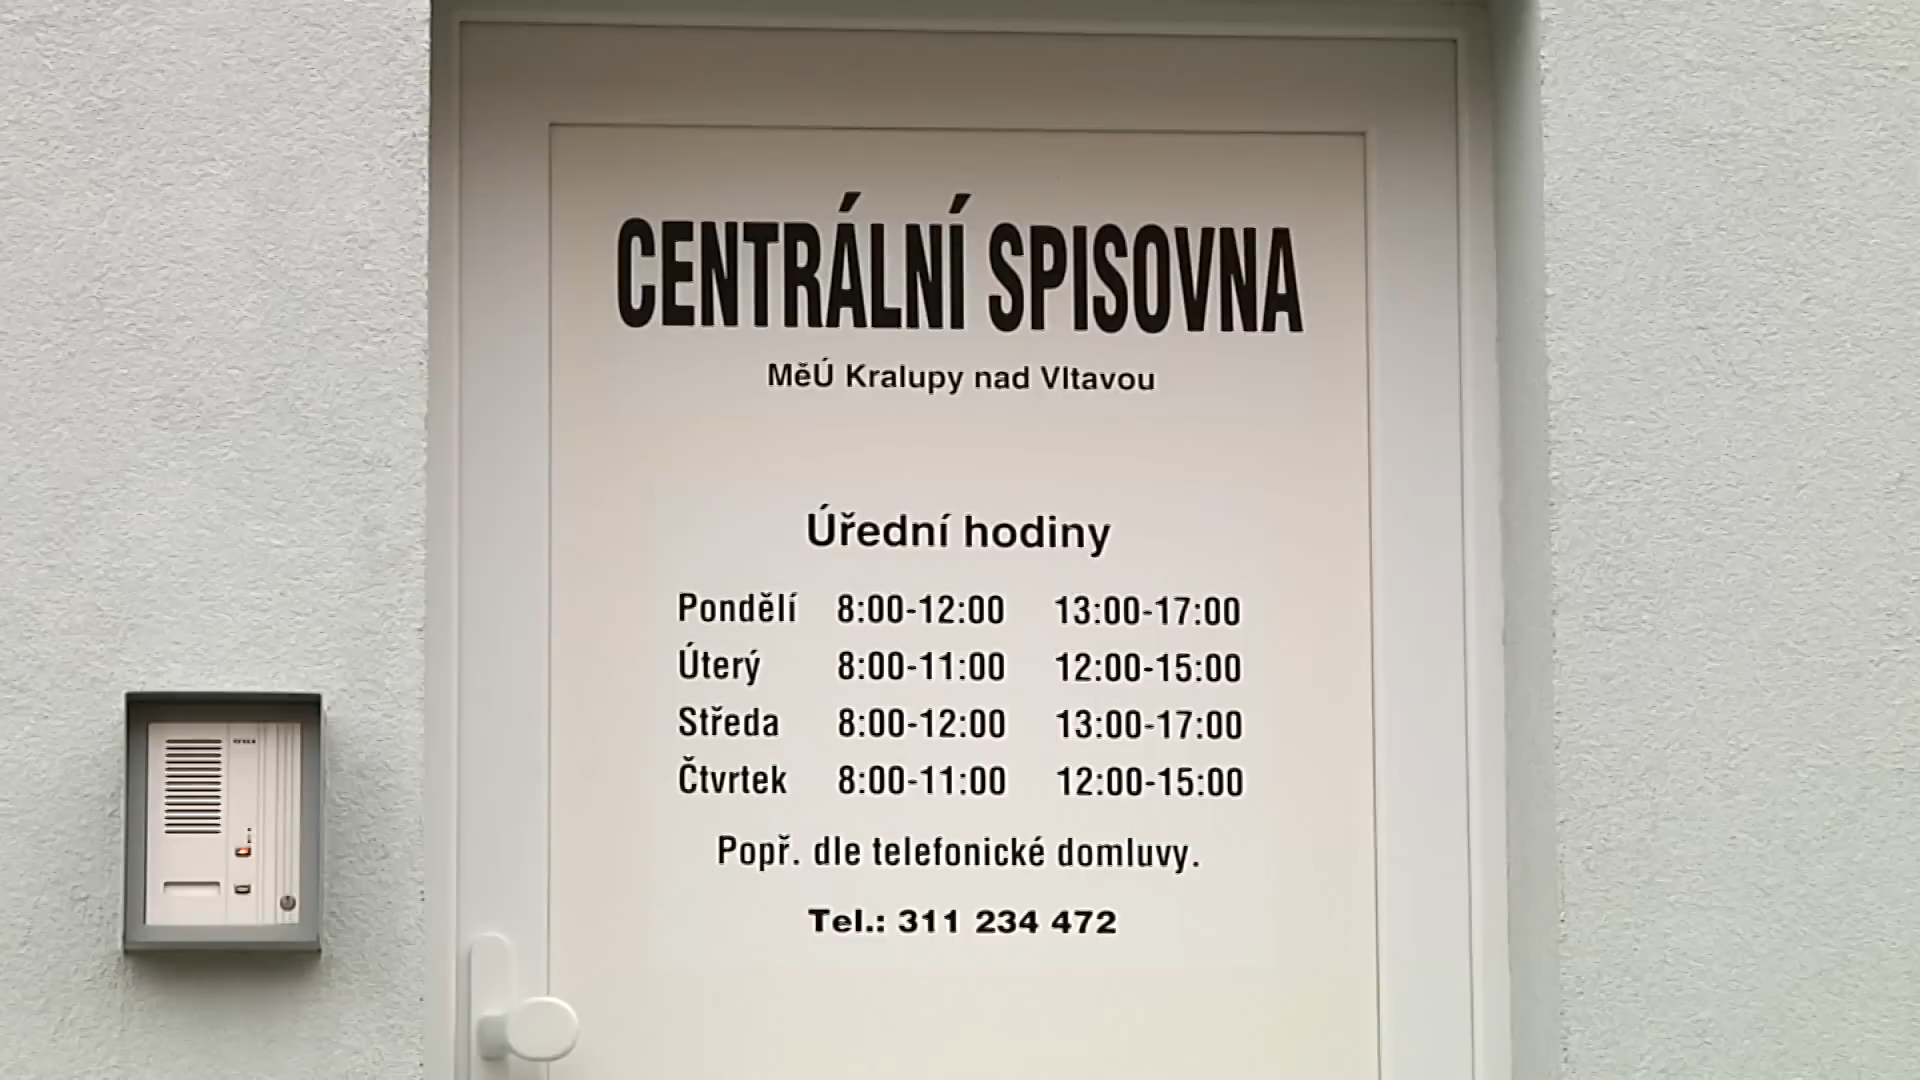 CENTRÁLNÍ SPISOVNA
MěÚ Kralupy nad Vltavou
Úřední hodiny
Pondělí 8:00-12:00 13:00-17:00
Úterý 8:00-11:00 12:00-15:00
Středa 8:00-12:00 13:00-17:00
Čtvrtek 8:00-11:00 12:00-15:00
Popř. dle telefonické domluvy.
Tel.: 311 234 472